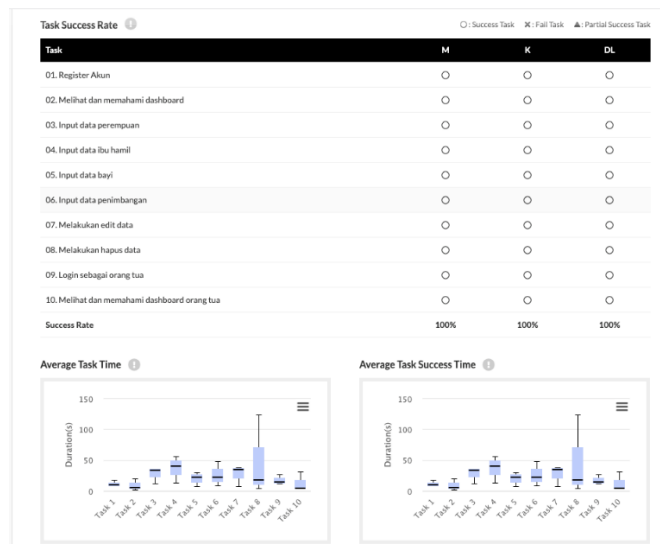 Task Success Rate !
○ : Success Task ✖ : Fail Task ▲ : Partial Success Task
Task M K DL
01. Register Akun ○ ○ ○
02. Melihat dan memahami dashboard ○ ○ ○
03. Input data perempuan ○ ○ ○
04. Input data ibu hamil ○ ○ ○
05. Input data bayi ○ ○ ○
06. Input data penimbangan ○ ○ ○
07. Melakukan edit data ○ ○ ○
08. Melakukan hapus data ○ ○ ○
09. Login sebagai orang tua ○ ○ ○
10. Melihat dan memahami dashboard orang tua ○ ○ ○
Success Rate 100% 100% 100%
Average Task Time !
Duration(s)
150
100
50
0
Task 1 Task 2 Task 3 Task 4 Task 5 Task 6 Task 7 Task 8 Task 9 Task 10
Average Task Success Time !
Duration(s)
150
100
50
0
Task 1 Task 2 Task 3 Task 4 Task 5 Task 6 Task 7 Task 8 Task 9 Task 10